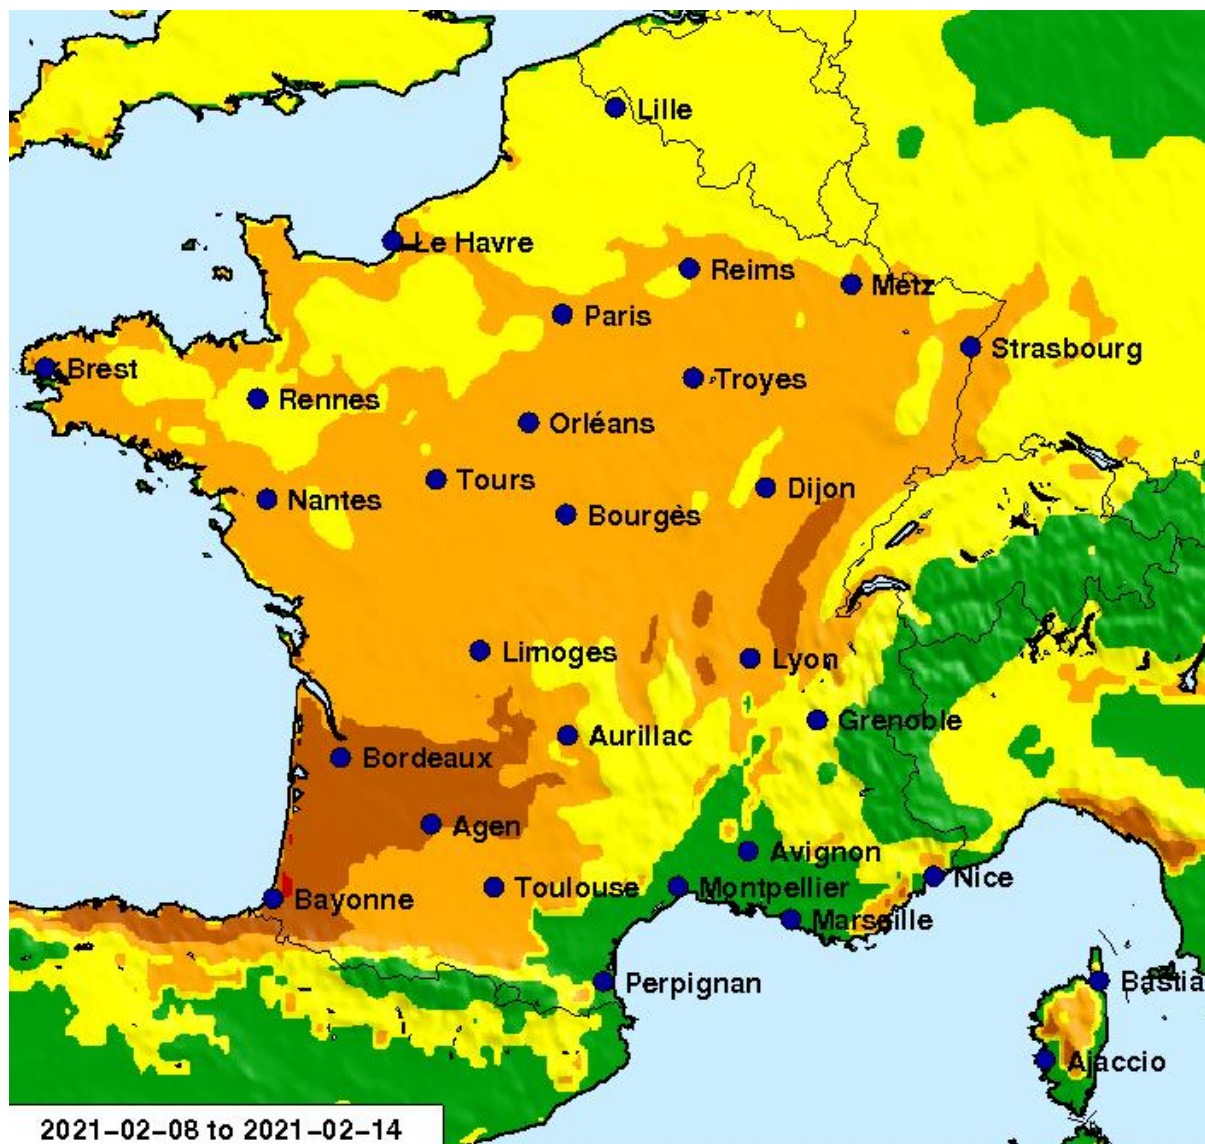 Lille
Le Havre
Reims
Metz
Paris
Strasbourg
Brest
Troyes
Rennes
Orléans
Tours
Dijon
Nantes
Bourgès
Limoges
Lyon
Grenoble
Aurillac
Bordeaux
Agen
Avignon
Nice
Toulouse
Montpellier
Bayonne
Marseille
Perpignan
Bastia
Ajaccio
2021-02-08 to 2021-02-14